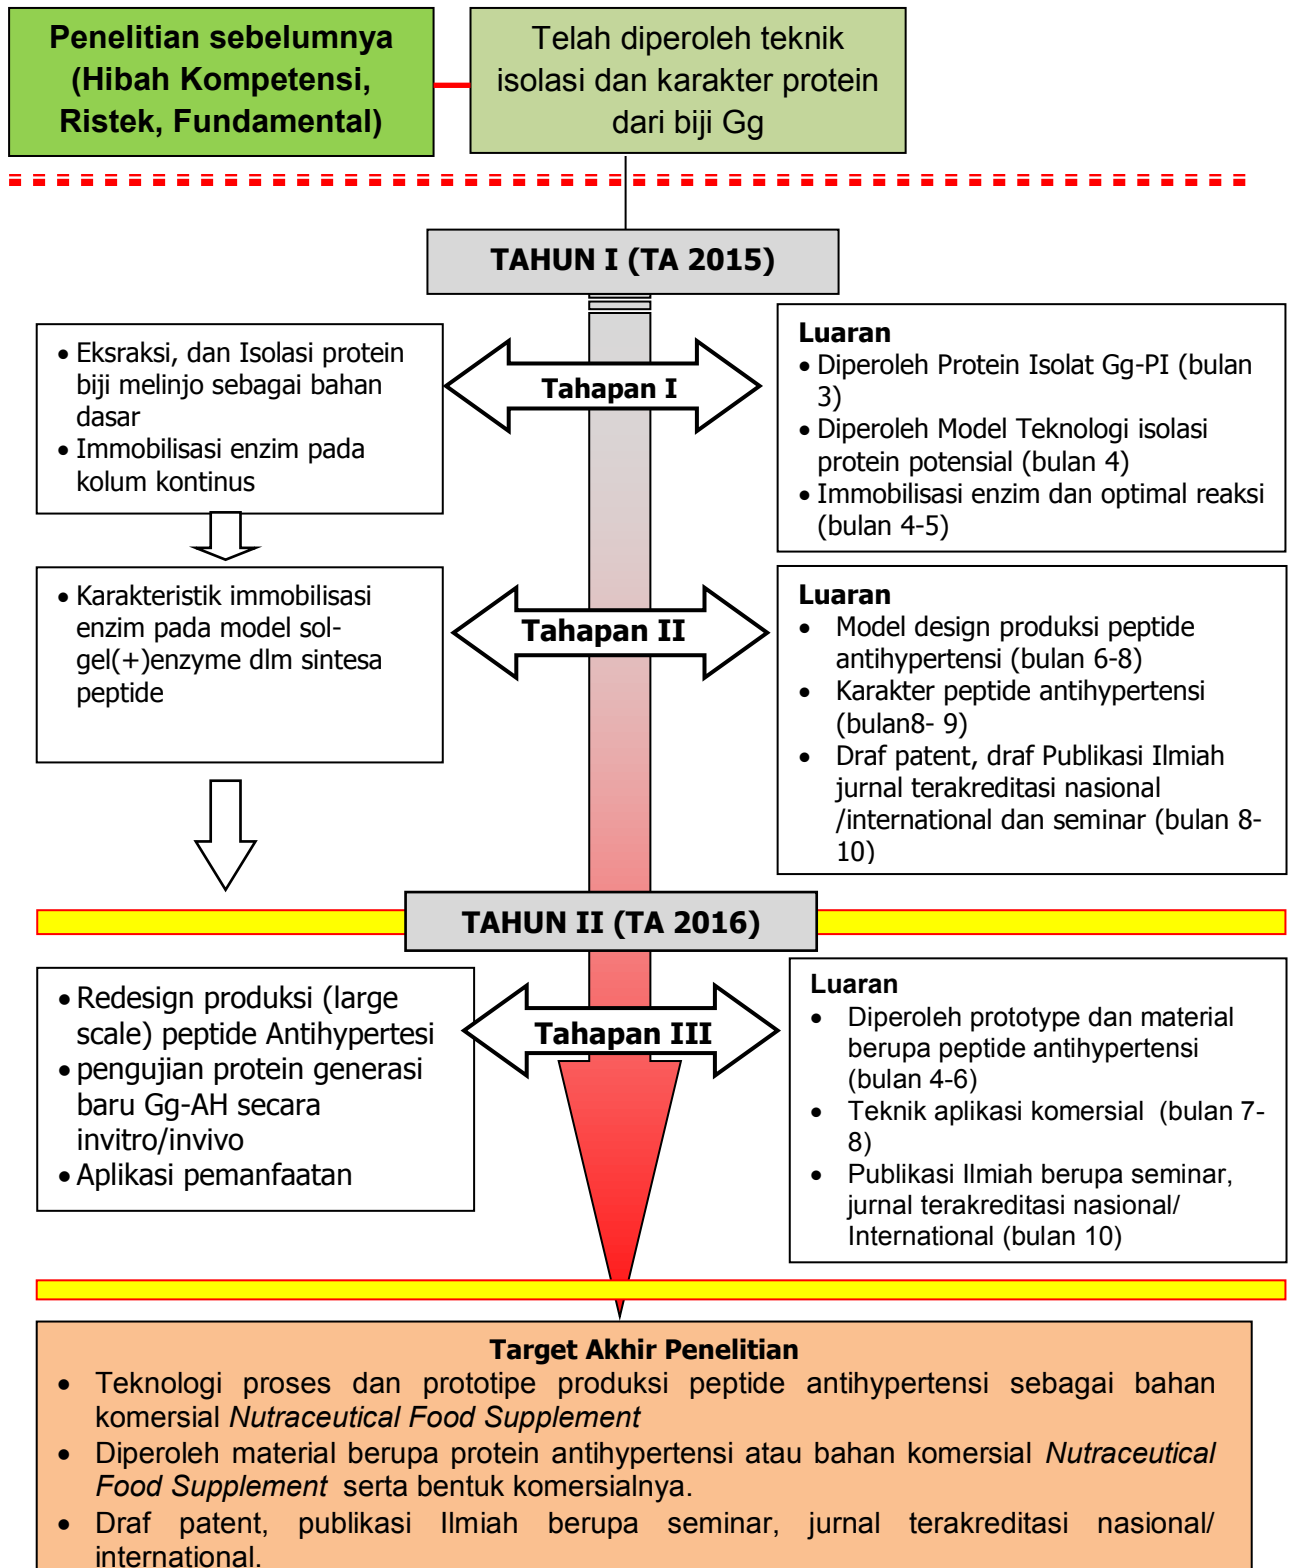 Penelitian sebelumnya
(Hibah Kompetensi,
Ristek, Fundamental)
Telah diperoleh teknik
isolasi dan karakter protein
dari biji Gg
TAHUN I (TA 2015)
• Eksraksi, dan Isolasi protein
biji melinjo sebagai bahan
dasar
• Immobilisasi enzim pada
kolum kontinus
Tahapan I
Luaran
• Diperoleh Protein Isolat Gg-PI (bulan
3)
• Diperoleh Model Teknologi isolasi
protein potensial (bulan 4)
• Immobilisasi enzim dan optimal reaksi
(bulan 4-5)
• Karakteristik immobilisasi
enzim pada model sol-
gel(+)enzyme dlm sintesa
peptide
Tahapan II
Luaran
• Model design produksi peptide
antihypertensi (bulan 6-8)
• Karakter peptide antihypertensi
(bulan8- 9)
• Draf patent, draf Publikasi Ilmiah
jurnal terakreditasi nasional
/international dan seminar (bulan 8-
10)
TAHUN II (TA 2016)
• Redesign produksi (large
scale) peptide Antihypertesi
• pengujian protein generasi
baru Gg-AH secara
invitro/invivo
• Aplikasi pemanfaatan
Tahapan III
Luaran
• Diperoleh prototype dan material
berupa peptide antihypertensi
(bulan 4-6)
• Teknik aplikasi komersial (bulan 7-
8)
• Publikasi Ilmiah berupa seminar,
jurnal terakreditasi nasional/
International (bulan 10)
Target Akhir Penelitian
• Teknologi proses dan prototipe produksi peptide antihypertensi sebagai bahan
komersial Nutraceutical Food Supplement
• Diperoleh material berupa protein antihypertensi atau bahan komersial Nutraceutical
Food Supplement serta bentuk komersialnya.
• Draf patent, publikasi Ilmiah berupa seminar, jurnal terakreditasi nasional/
international.